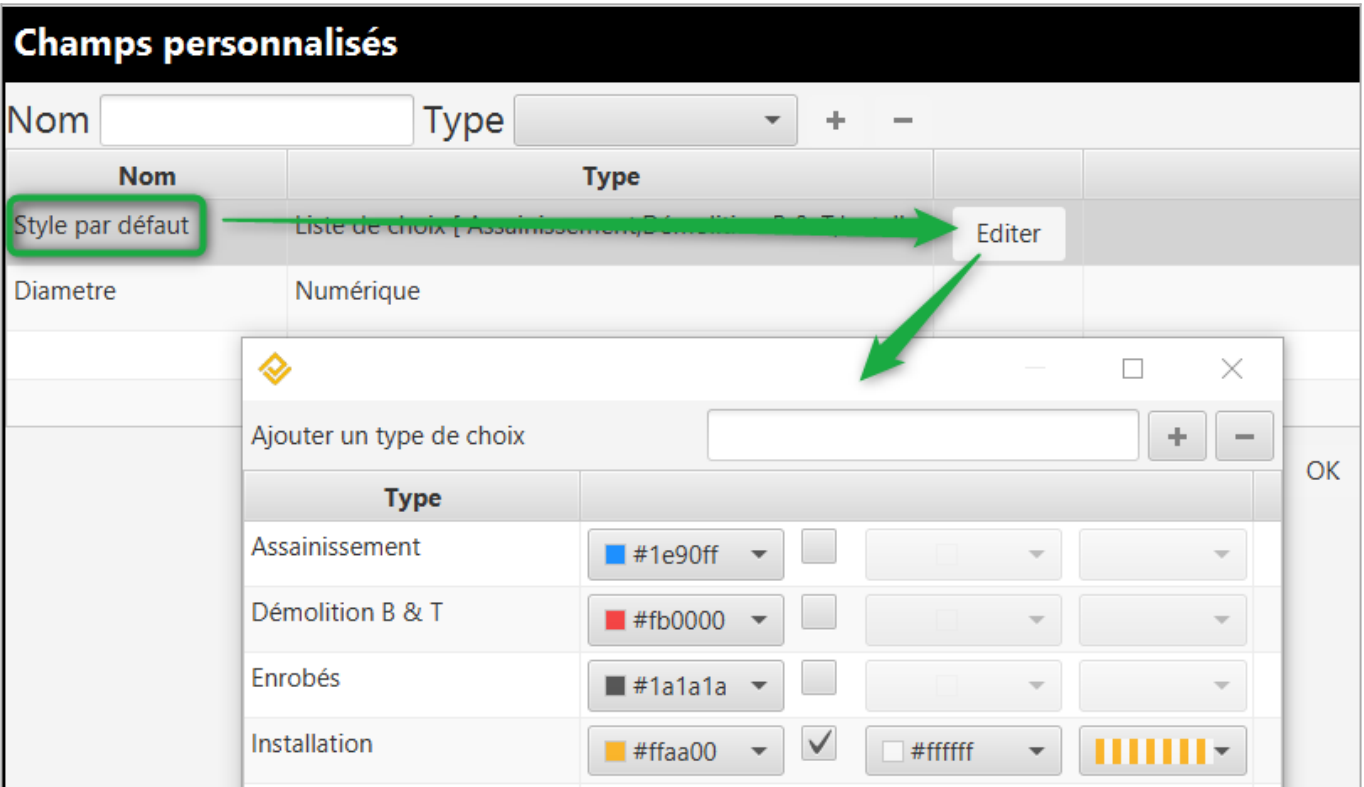 Champs personnalisés
Nom Type + −
Nom Type
Style par défaut Liste de choix [ Assainissement,Démolition B & T, Editer
Diametre Numérique
Ajouter un type de choix + −
OK
Type
Assainissement #1e90ff
Démolition B & T #fb0000
Enrobés #1a1a1a
Installation #ffaa00 #ffffff